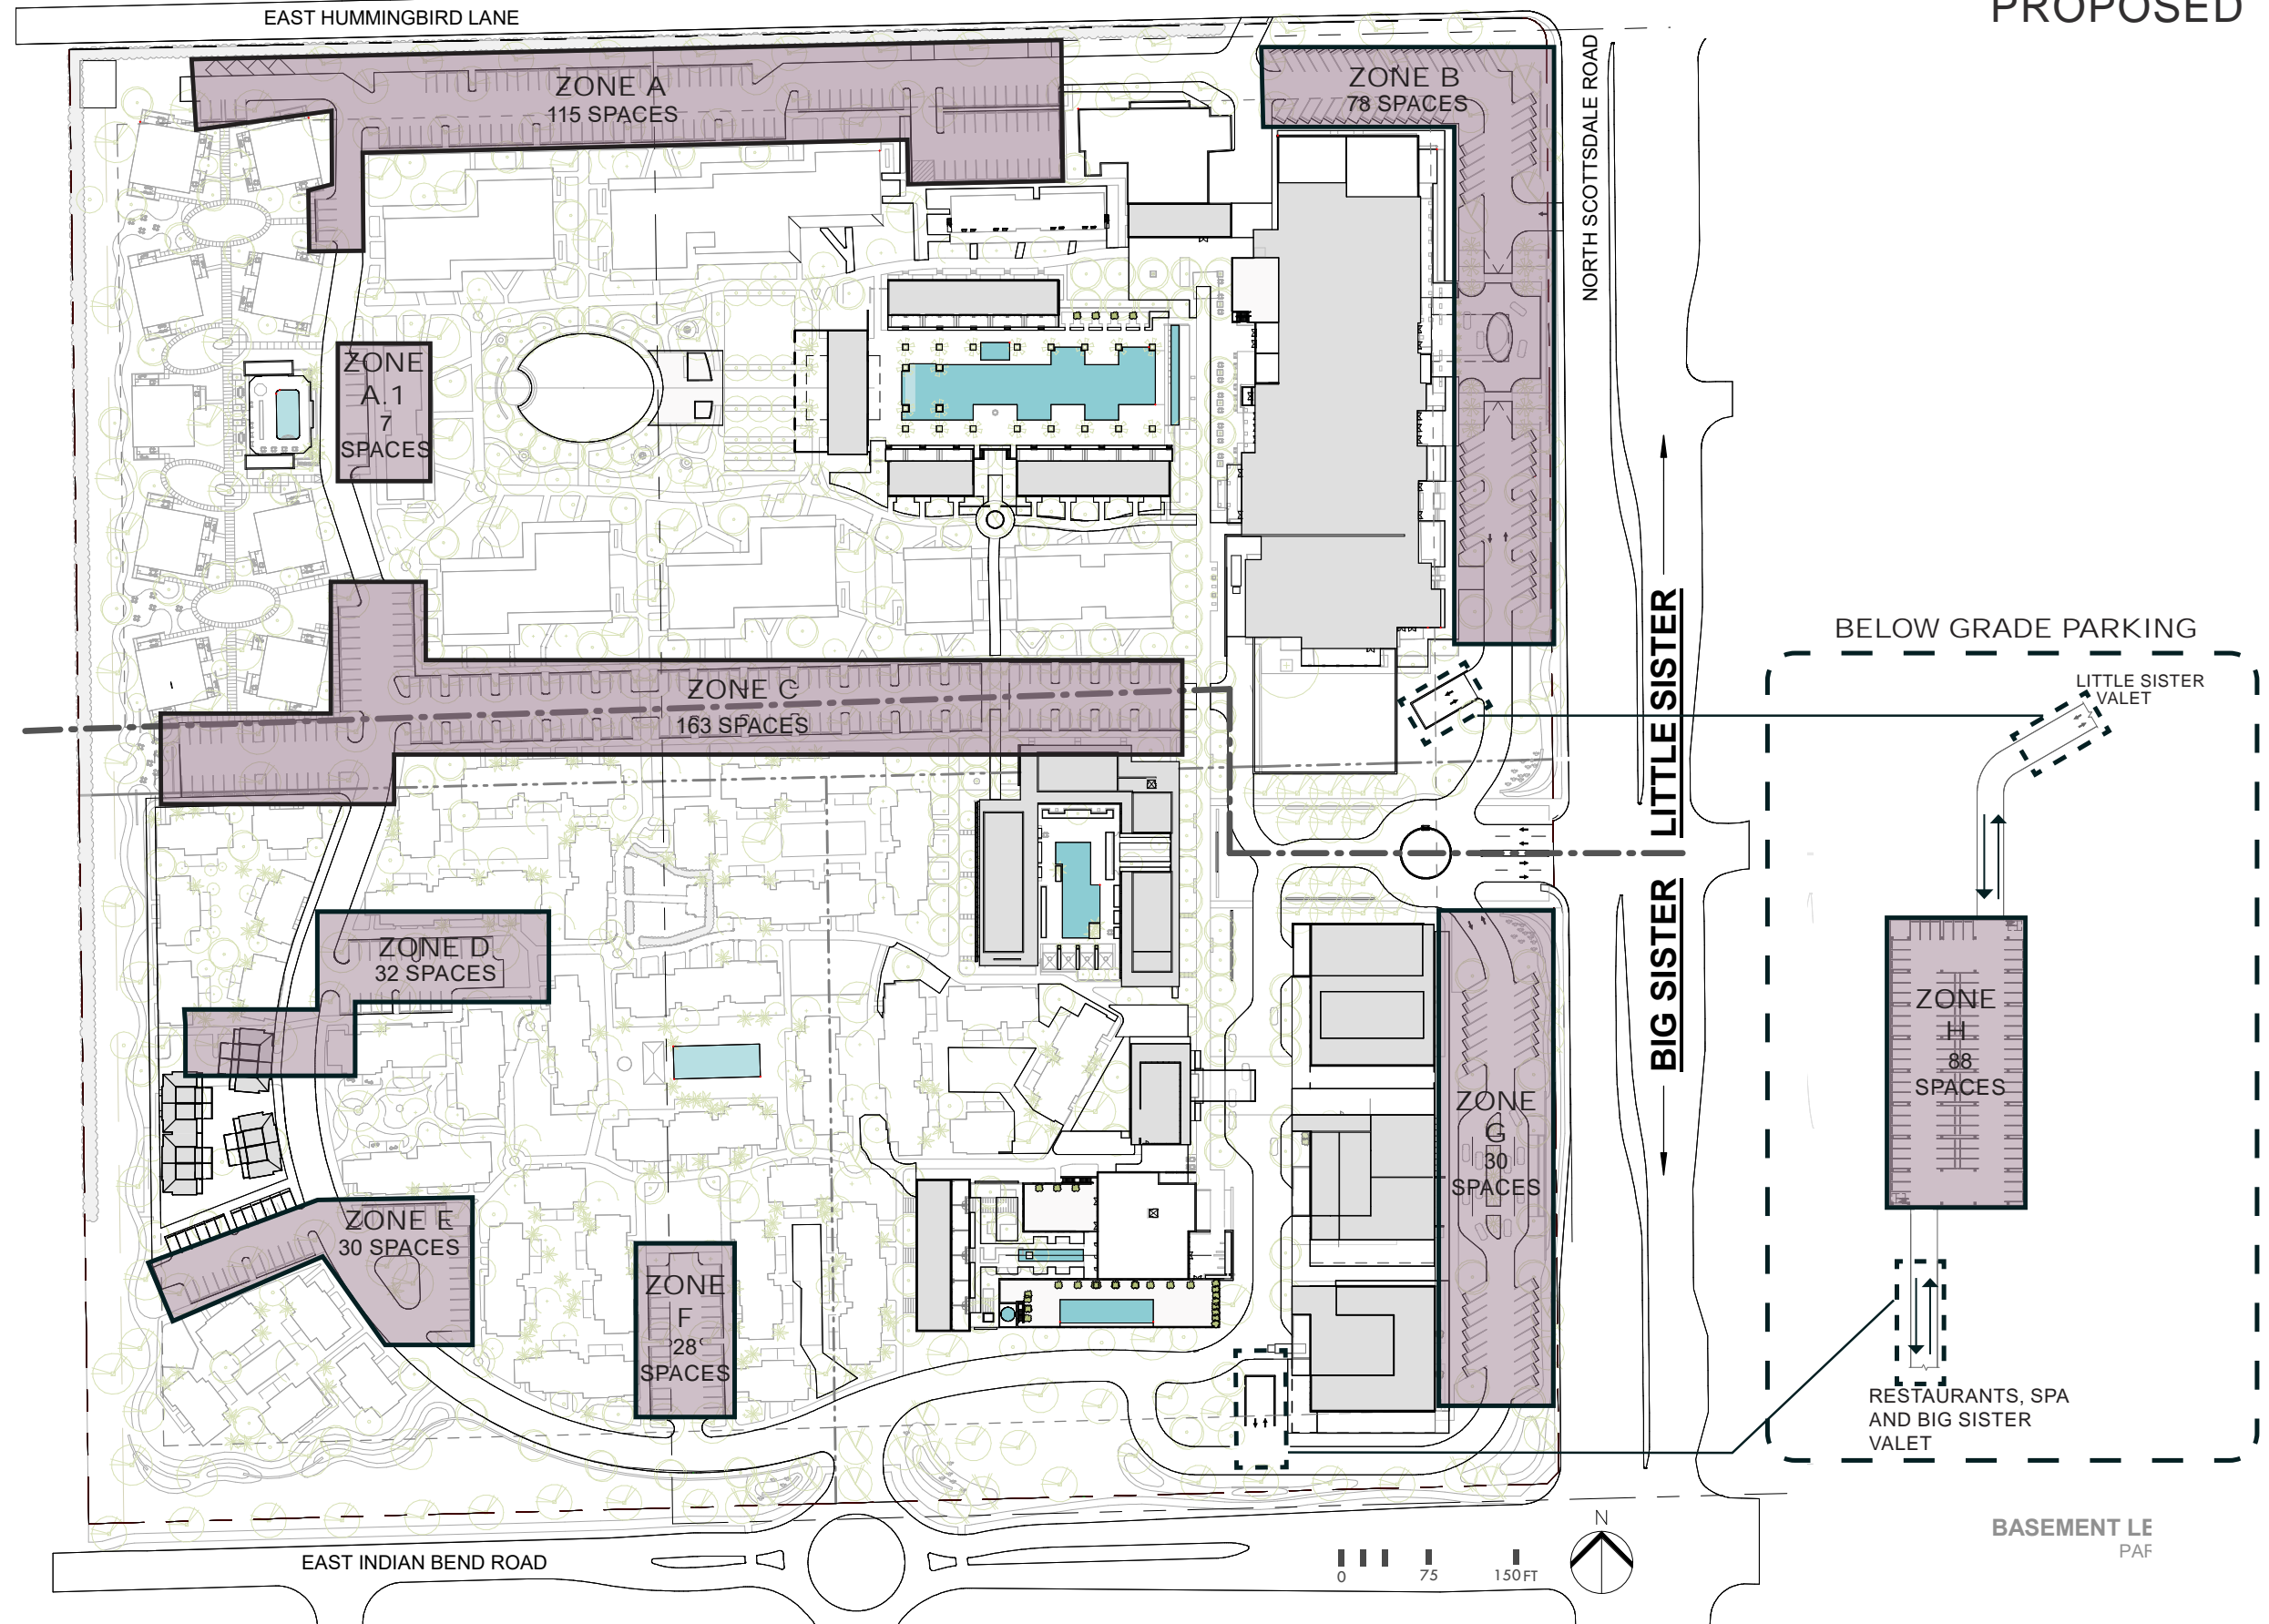 PROPOSED
EAST HUMMINGBIRD LANE
NORTH SCOTTSDALE ROAD
ZONE A
115 SPACES
ZONE B
78 SPACES
ZONE
A.1
7
SPACES
ZONE C
163 SPACES
LITTLE SISTER
BIG SISTER
BELOW GRADE PARKING
LITTLE SISTER
VALET
ZONE D
32 SPACES
ZONE
H
88
SPACES
ZONE
G
30
SPACES
ZONE E
30 SPACES
ZONE
F
28
SPACES
RESTAURANTS, SPA
AND BIG SISTER
VALET
EAST INDIAN BEND ROAD
0
75
150 FT
N
BASEMENT LE
PAR